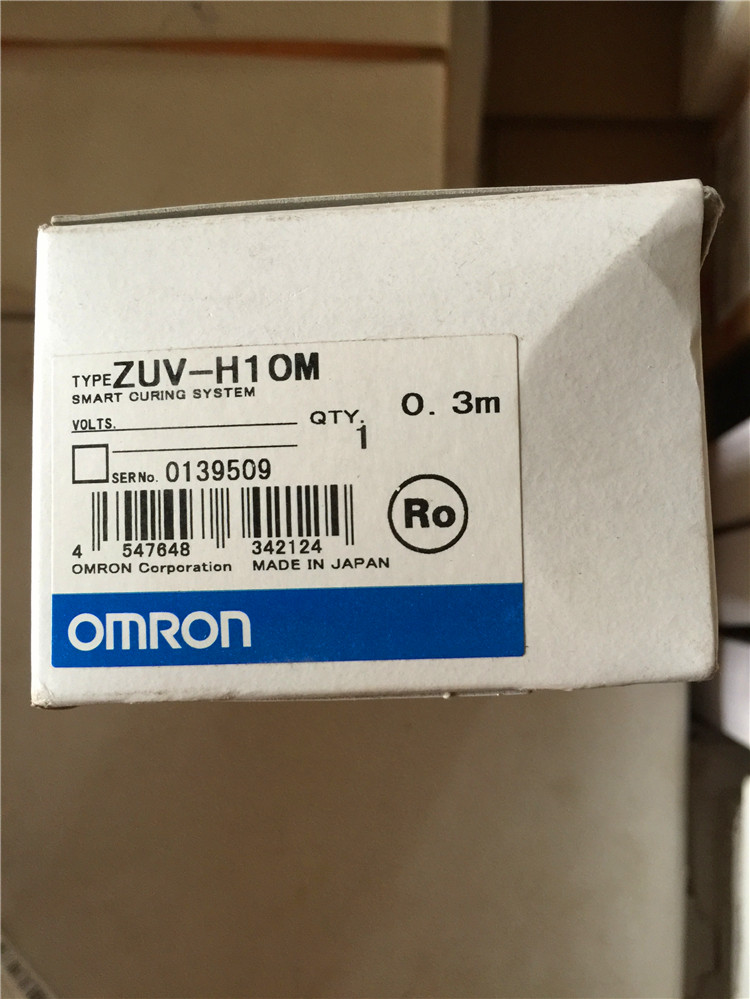 TYPE ZUV-H10M
SMART CURING SYSTEM
0.3m
VOLTS.
QTY.
1
SER No. 0139509
4 547648 342124
Ro
OMRON Corporation MADE IN JAPAN
OMRON